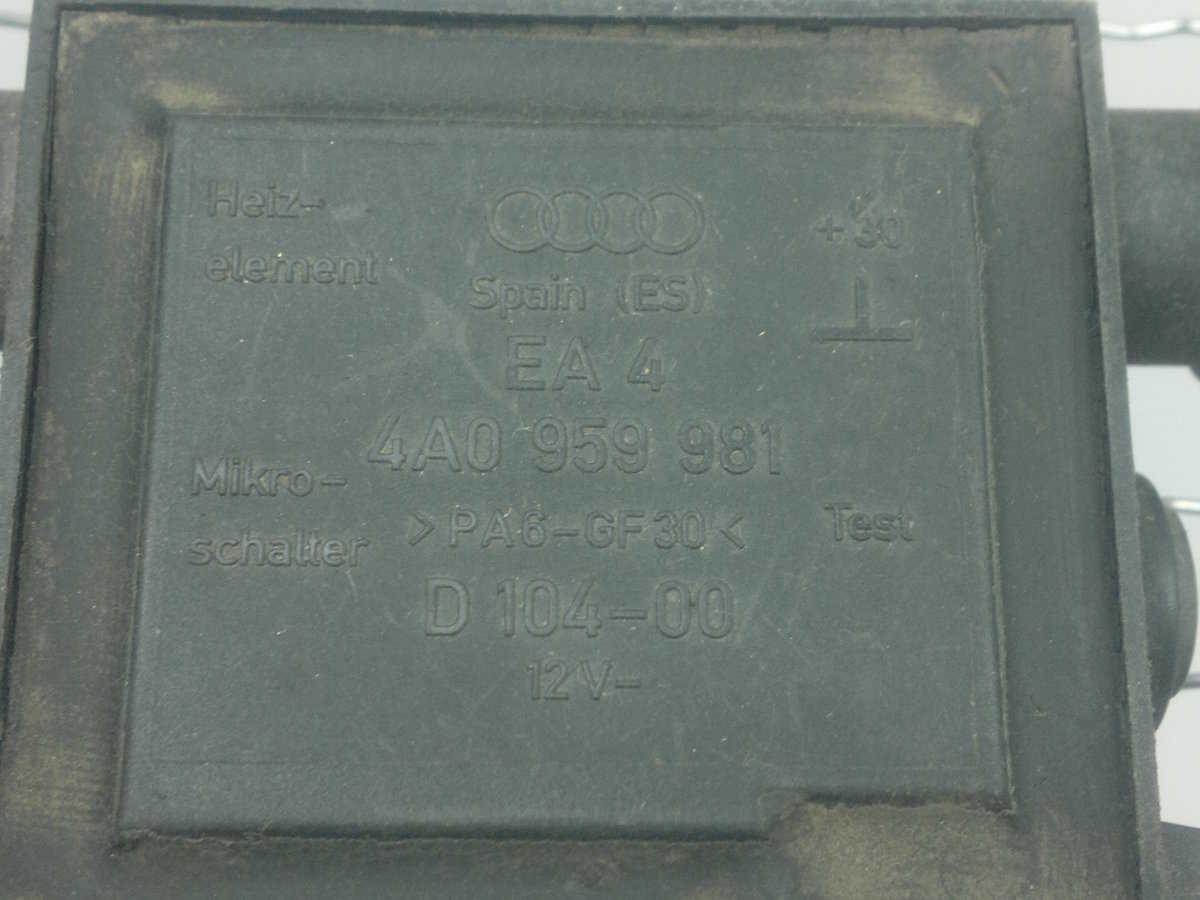 Heiz-
element
Spain (ES)
+ 30
EA 4
4A0 959 981
Mikro-
schalter
>PA6-GF30<
Test
D 104-00
12V-